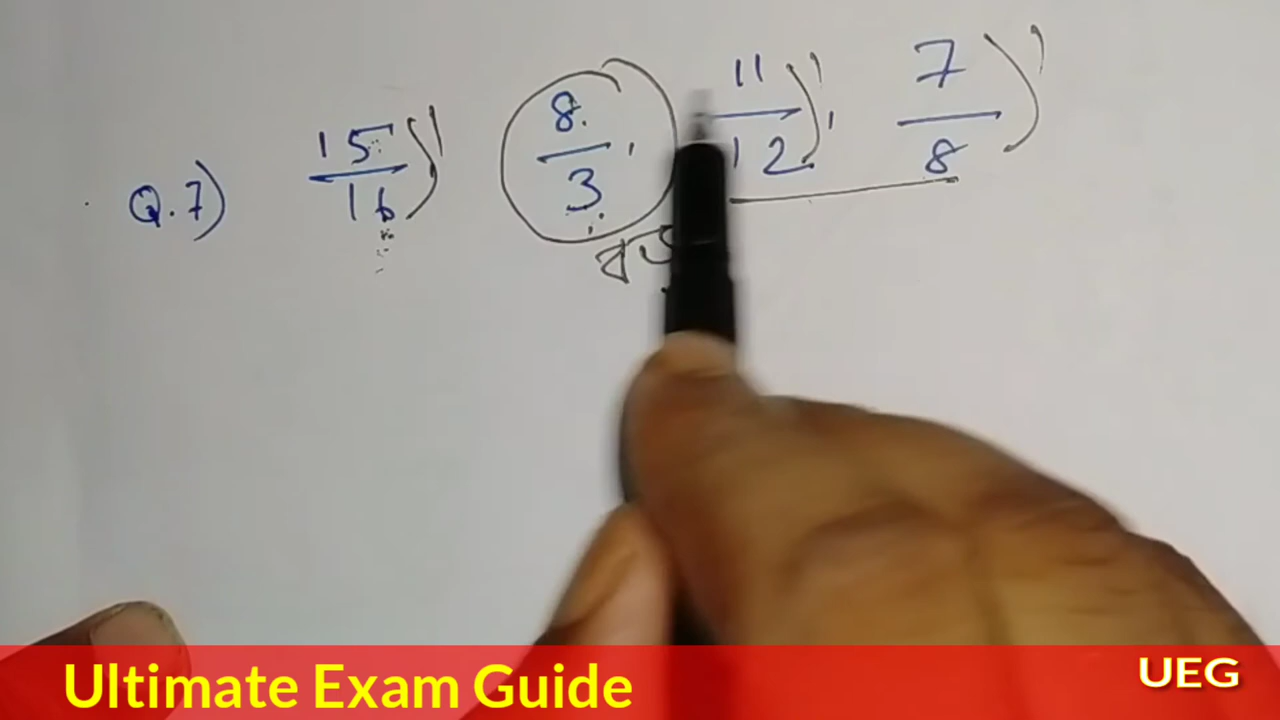 Q.7) 15/16, 8/3, 11/12, 7/8
Ultimate Exam Guide
UEG